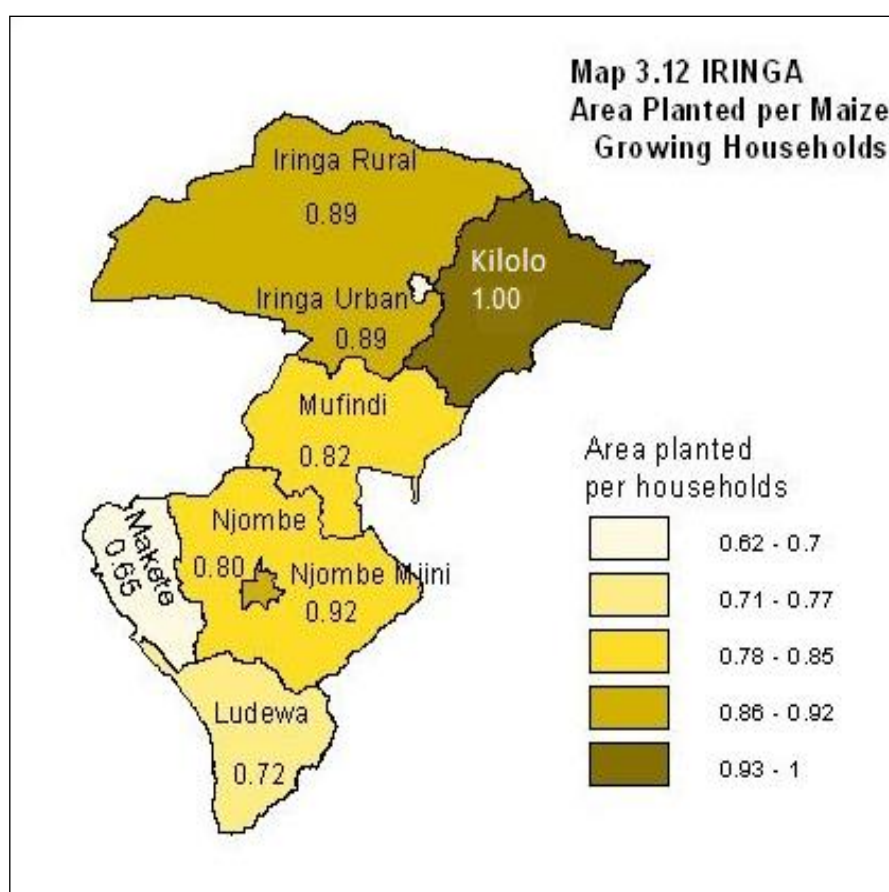 Map 3.12 IRINGA
Area Planted per Maize
Growing Households
Iringa Rural
0.89
Kilolo
1.00
Iringa Urban
0.89
Mufindi
0.82
Njombe
0.80
Njombe Mjini
0.92
Makete
0.65
Ludewa
0.72
Area planted
per households
0.62 - 0.7
0.71 - 0.77
0.78 - 0.85
0.86 - 0.92
0.93 - 1